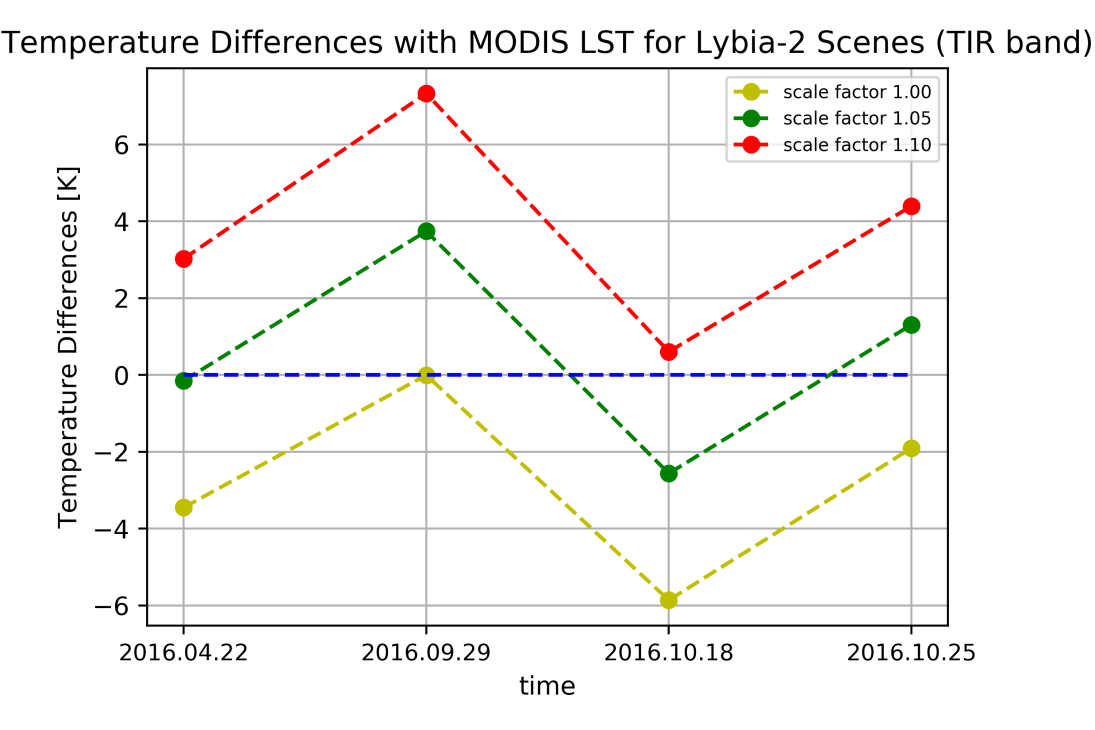 Temperature Differences with MODIS LST for Lybia-2 Scenes (TIR band)
scale factor 1.00
scale factor 1.05
scale factor 1.10
Temperature Differences [K]
6
4
2
0
−2
−4
−6
2016.04.22 2016.09.29 2016.10.18 2016.10.25
time